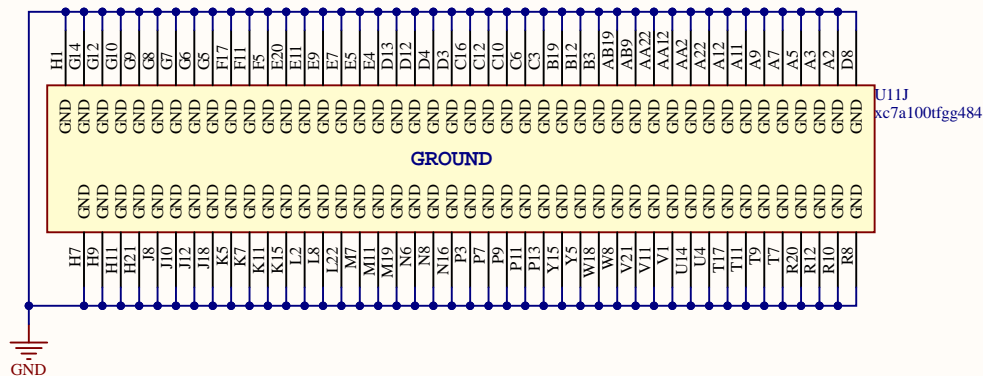 H1 G14 G12 G10 G9 G8 G7 G6 G5 F17 F11 F5 E20 E11 E9 E7 E5 E4 D13 D12 D4 D3 C16 C12 C10 C6 C3 B19 B12 B3 AB19 AB9 AA22 AA12 AA2 A22 A12 A11 A9 A7 A5 A3 A2 D8
U11J
xc7a100tfgg484
GND GND GND GND GND GND GND GND GND GND GND GND GND GND GND GND GND GND GND GND GND GND GND GND GND GND GND GND GND GND GND GND GND GND GND GND GND GND GND GND GND GND GND GND
GROUND
GND GND GND GND GND GND GND GND GND GND GND GND GND GND GND GND GND GND GND GND GND GND GND GND GND GND GND GND GND GND GND GND GND GND GND GND GND GND GND GND GND GND GND
H7 H9 H11 H21 J8 J10 J12 J18 K5 K7 K11 K15 L2 L8 L22 M7 M11 M19 N6 N8 N16 P3 P7 P9 P11 P13 Y15 Y5 W18 W8 V21 V11 V1 U14 U4 T17 T11 T9 T7 R20 R12 R10 R8
GND